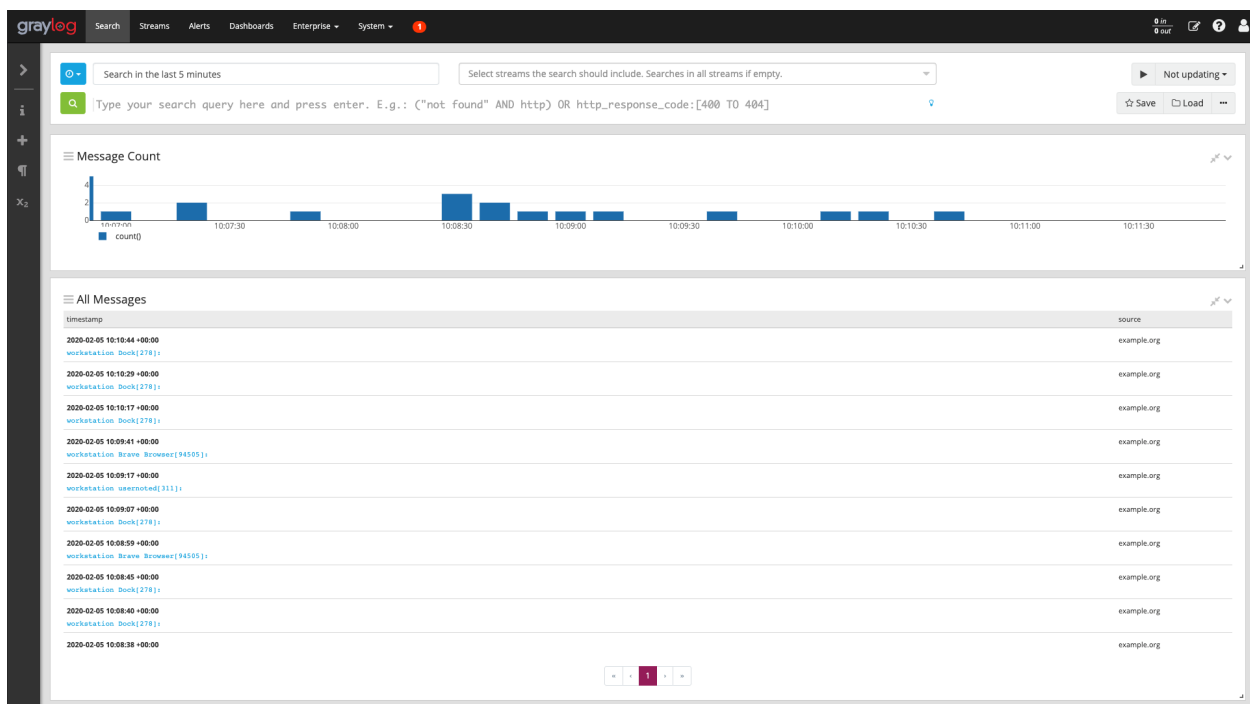 graylog Search Streams Alerts Dashboards Enterprise System 1 0 in
0 out
Search in the last 5 minutes Select streams the search should include. Searches in all streams if empty. Not updating
Type your search query here and press enter. E.g.: ("not found" AND http) OR http_response_code:[400 TO 404] Save Load
Message Count
4
2
0
10:07:00 10:07:30 10:08:00 10:08:30 10:09:00 10:09:30 10:10:00 10:10:30 10:11:00 10:11:30
count()
All Messages
timestamp source
2020-02-05 10:10:44 +00:00 example.org
workstation Dock[278]:
2020-02-05 10:10:29 +00:00 example.org
workstation Dock[278]:
2020-02-05 10:10:17 +00:00 example.org
workstation Dock[278]:
2020-02-05 10:09:41 +00:00 example.org
workstation Brave Browser[94505]:
2020-02-05 10:09:17 +00:00 example.org
workstation usernoted[311]:
2020-02-05 10:09:07 +00:00 example.org
workstation Dock[278]:
2020-02-05 10:08:59 +00:00 example.org
workstation Brave Browser[94505]:
2020-02-05 10:08:45 +00:00 example.org
workstation Dock[278]:
2020-02-05 10:08:40 +00:00 example.org
workstation Dock[278]:
2020-02-05 10:08:38 +00:00 example.org
« ‹ 1 › »